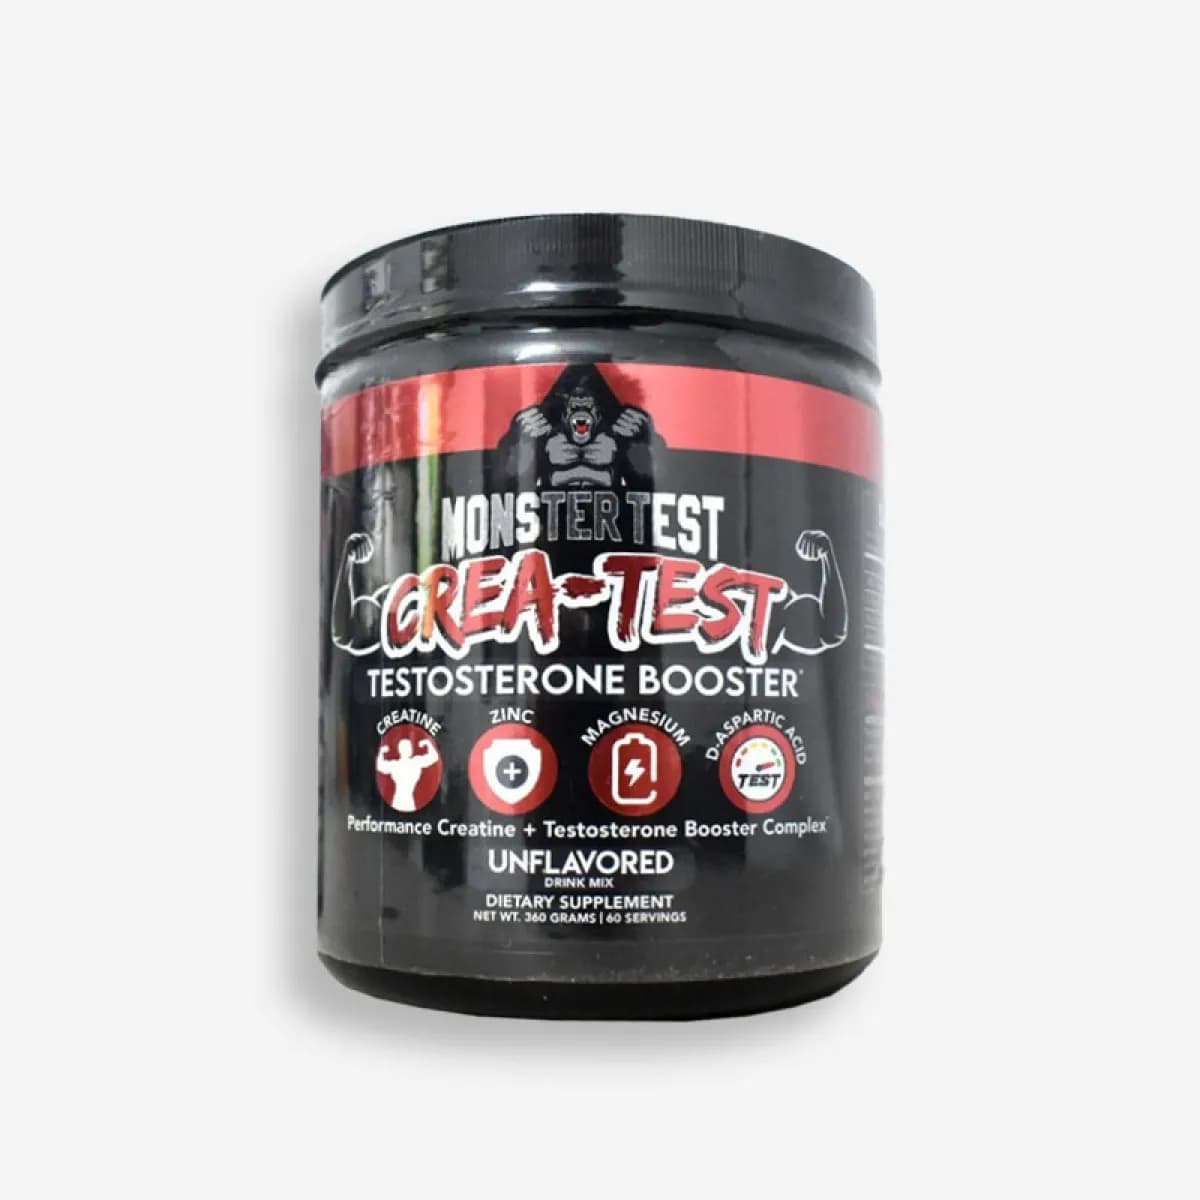 MONSTER TEST
CREA-TEST
TESTOSTERONE BOOSTER*
CREATINE
ZINC
MAGNESIUM
D-ASPARTIC ACID
TEST
Performance Creatine + Testosterone Booster Complex*
UNFLAVORED
DRINK MIX
DIETARY SUPPLEMENT
NET WT. 360 GRAMS | 60 SERVINGS